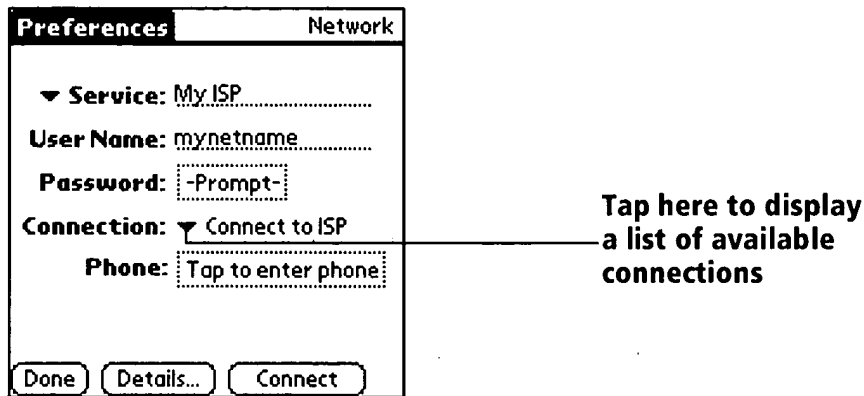 Preferences Network
Service: My ISP
User Name: mynetname
Password: -Prompt-
Connection: Connect to ISP
Phone: Tap to enter phone
Done Details... Connect
Tap here to display
a list of available
connections